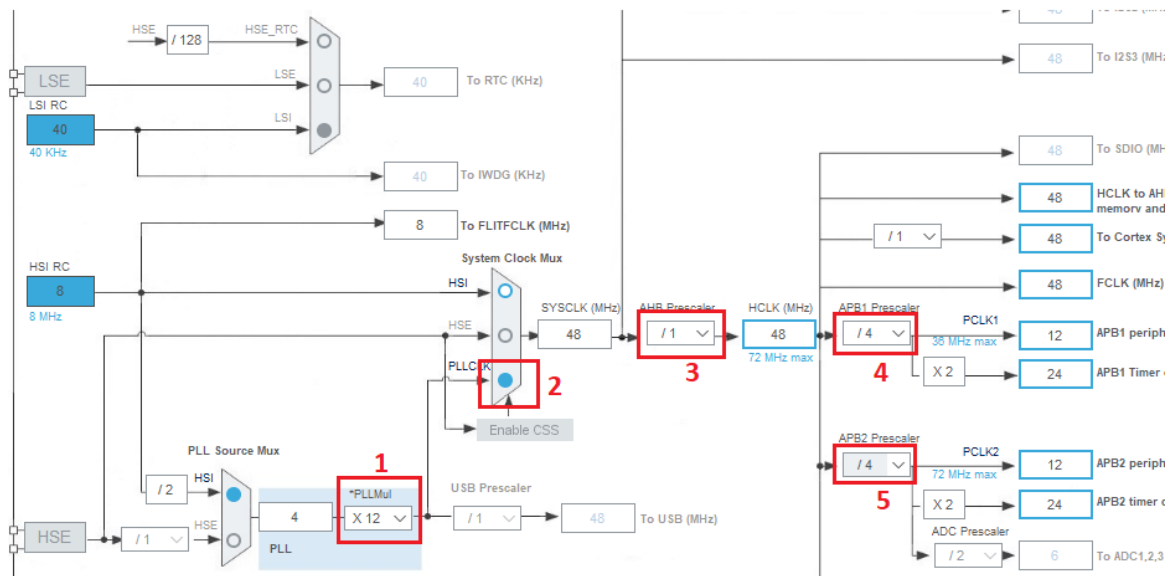 HSE
/ 128
HSE_RTC
To I2S3 (MHz
48
LSE
LSE
40
To RTC (KHz)
LSI RC
LSI
40
40 KHz
48
To SDIO (MH
40
To IWDG (KHz)
48
HCLK to AH
memory and
8
To FLITFCLK (MHz)
/ 1
48
To Cortex Sy
System Clock Mux
HSI RC
HSI
8
8 MHz
48
FCLK (MHz)
SYSCLK (MHz)
AHB Prescaler
HCLK (MHz)
APB1 Prescaler
PCLK1
HSE
48
/ 1
48
/ 4
12
APB1 periph
36 MHz max
72 MHz max
PLLCLK
2
3
4
X 2
24
APB1 Timer
Enable CSS
APB2 Prescaler
PCLK2
PLL Source Mux
1
/ 4
12
APB2 periph
72 MHz max
5
HSI
/ 2
*PLLMul
USB Prescaler
X 2
24
APB2 timer
4
X 12
/ 1
48
To USB (MHz)
HSE
HSE
/ 1
PLL
ADC Prescaler
/ 2
6
To ADC1,2,3